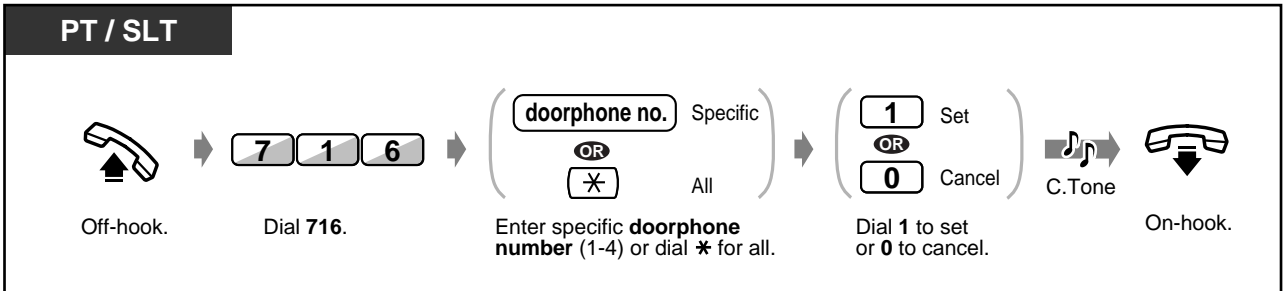 PT / SLT
Off-hook.
7 1 6
Dial 716.
doorphone no. Specific
OR
* All
Enter specific doorphone
number (1-4) or dial * for all.
1 Set
OR
0 Cancel
Dial 1 to set
or 0 to cancel.
C.Tone
On-hook.